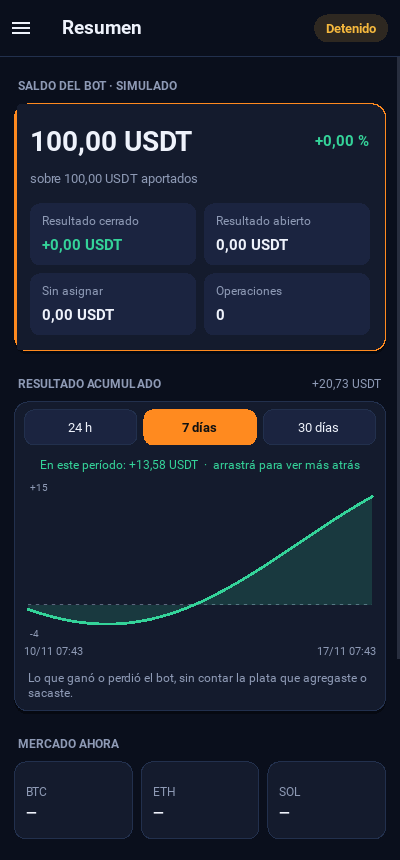 Resumen
Detenido
SALDO DEL BOT · SIMULADO
100,00 USDT
+0,00 %
sobre 100,00 USDT aportados
Resultado cerrado
+0,00 USDT
Resultado abierto
0,00 USDT
Sin asignar
0,00 USDT
Operaciones
0
RESULTADO ACUMULADO
+20,73 USDT
24 h
7 días
30 días
En este período: +13,58 USDT · arrastrá para ver más atrás
+15
-4
10/11 07:43
17/11 07:43
Lo que ganó o perdió el bot, sin contar la plata que agregaste o
sacaste.
MERCADO AHORA
BTC
—
ETH
—
SOL
—